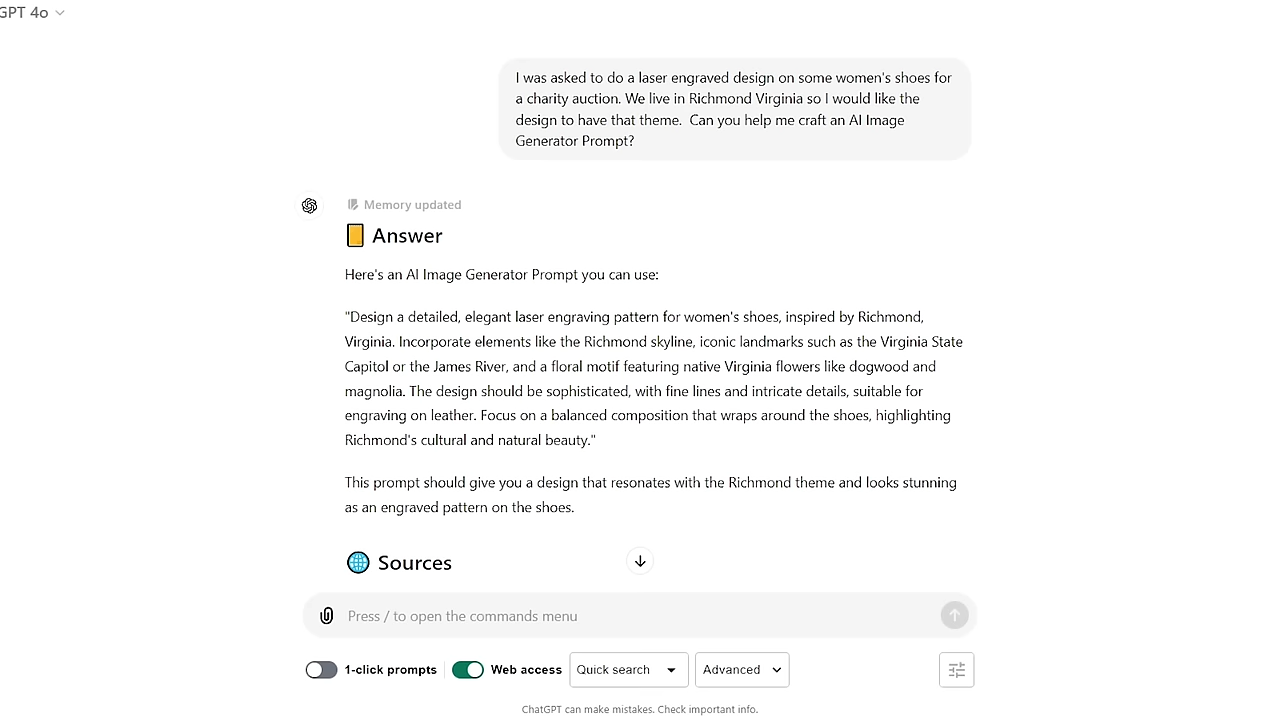 GPT 4o
I was asked to do a laser engraved design on some women's shoes for
a charity auction. We live in Richmond Virginia so I would like the
design to have that theme.  Can you help me craft an AI Image
Generator Prompt?
Memory updated
Answer
Here's an AI Image Generator Prompt you can use:
"Design a detailed, elegant laser engraving pattern for women's shoes, inspired by Richmond,
Virginia. Incorporate elements like the Richmond skyline, iconic landmarks such as the Virginia State
Capitol or the James River, and a floral motif featuring native Virginia flowers like dogwood and
magnolia. The design should be sophisticated, with fine lines and intricate details, suitable for
engraving on leather. Focus on a balanced composition that wraps around the shoes, highlighting
Richmond's cultural and natural beauty."
This prompt should give you a design that resonates with the Richmond theme and looks stunning
as an engraved pattern on the shoes.
Sources
Press / to open the commands menu
1-click prompts Web access Quick search Advanced
ChatGPT can make mistakes. Check important info.